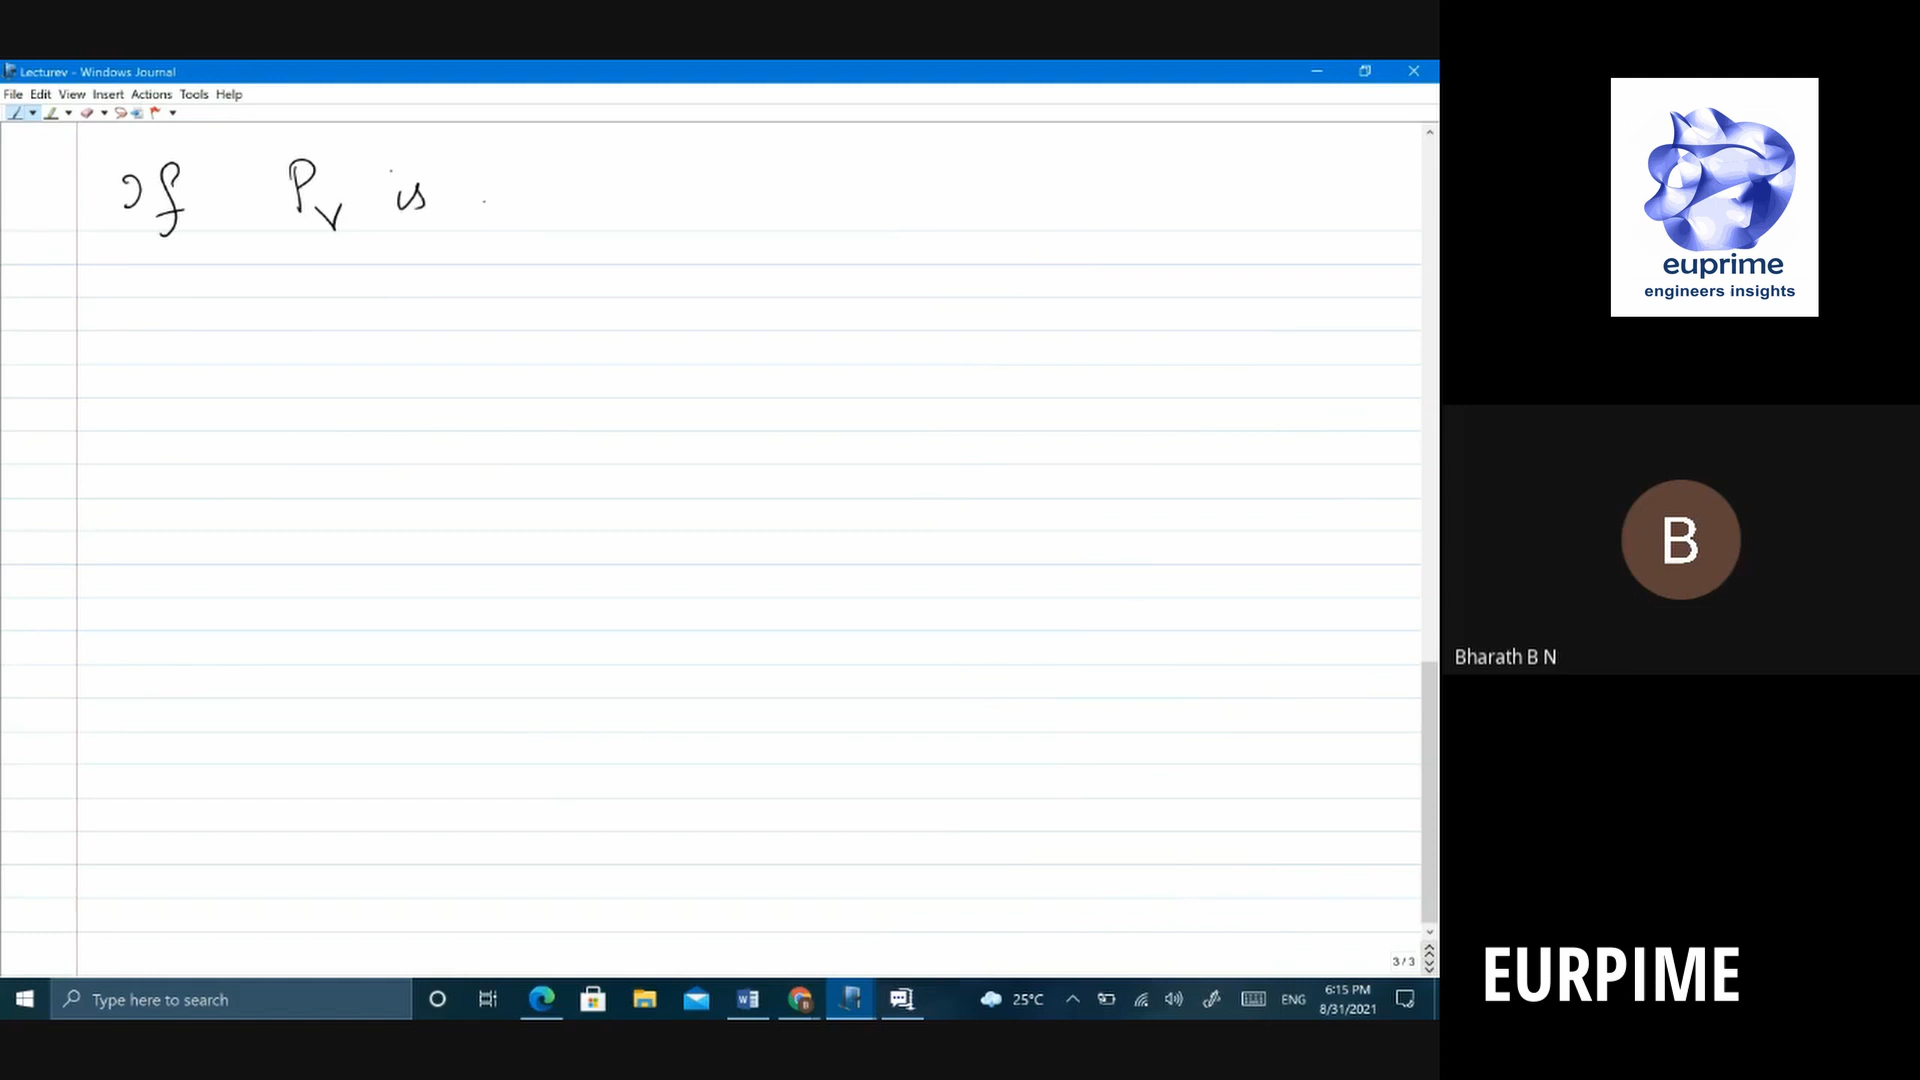 Lecturev - Windows Journal
File Edit View Insert Actions Tools Help
If P_V is
euprime
engineers insights
B
Bharath B N
EURPIME
3 / 3
Type here to search
25°C
ENG
6:15 PM
8/31/2021